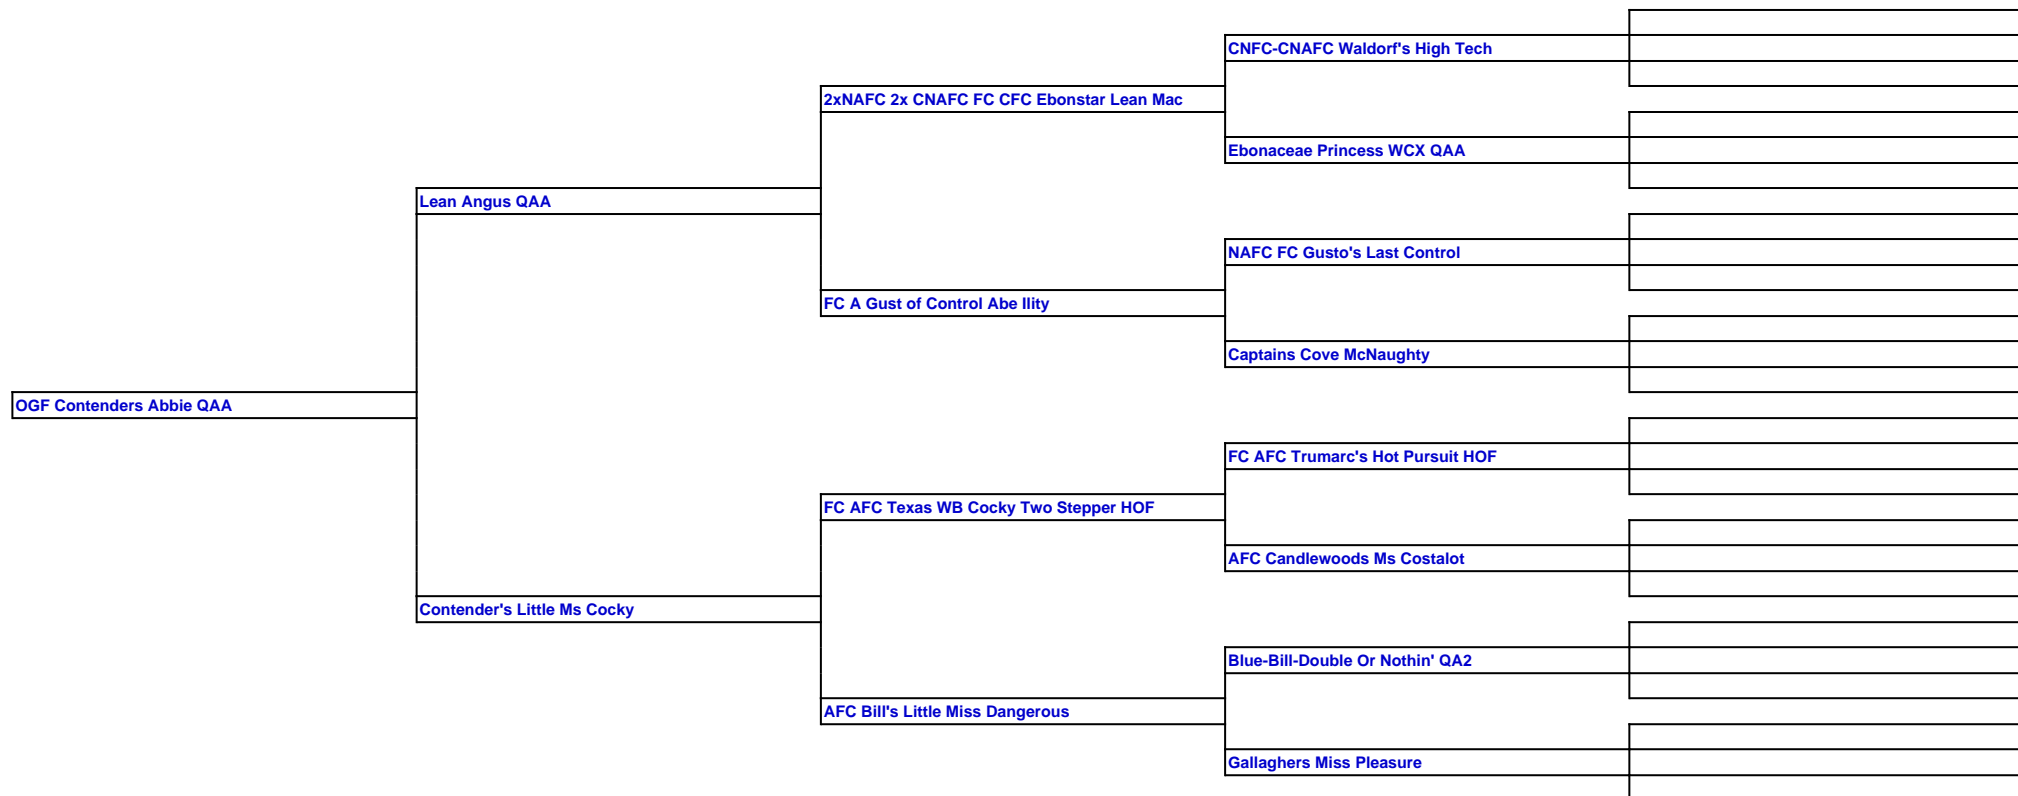 CNFC-CNAFC Waldorf's High Tech
2xNAFC 2x CNAFC FC CFC Ebonstar Lean Mac
Ebonaceae Princess WCX QAA
Lean Angus QAA
NAFC FC Gusto's Last Control
FC A Gust of Control Abe Ility
Captains Cove McNaughty
OGF Contenders Abbie QAA
FC AFC Trumarc's Hot Pursuit HOF
FC AFC Texas WB Cocky Two Stepper HOF
AFC Candlewoods Ms Costalot
Contender's Little Ms Cocky
Blue-Bill-Double Or Nothin' QA2
AFC Bill's Little Miss Dangerous
Gallaghers Miss Pleasure